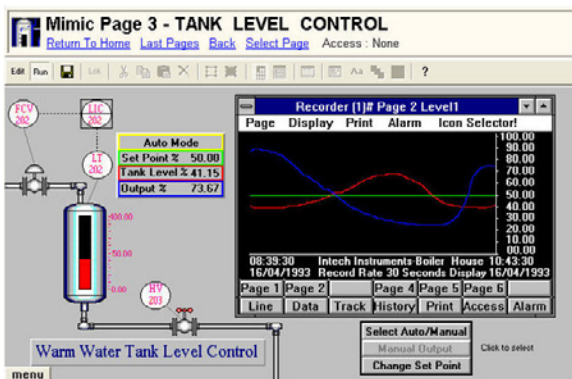 Mimic Page 3 - TANK LEVEL CONTROL
Return To Home Last Pages Back Select Page Access : None
Edit Run Link Aa ?
FCV 202
LIC 202
LT 202
Auto Mode
Set Point % 50.00
Tank Level % 41.15
Output % 73.67
100.00
50.00
0.00
HV 203
Warm Water Tank Level Control
menu
Recorder (1)# Page 2 Level1
Page Display Print Alarm Icon Selector!
100.00
90.00
80.00
70.00
60.00
50.00
40.00
30.00
20.00
10.00
00.00
08:39:30 Intech Instruments-Boiler House 10:43:30
16/04/1993 Record Rate 30 Seconds Display 16/04/1993
Page 1 Page 2 Page 4 Page 5 Page 6
Line Data Track History Print Access Alarm
Select Auto/Manual
Manual Output
Change Set Point
Click to select